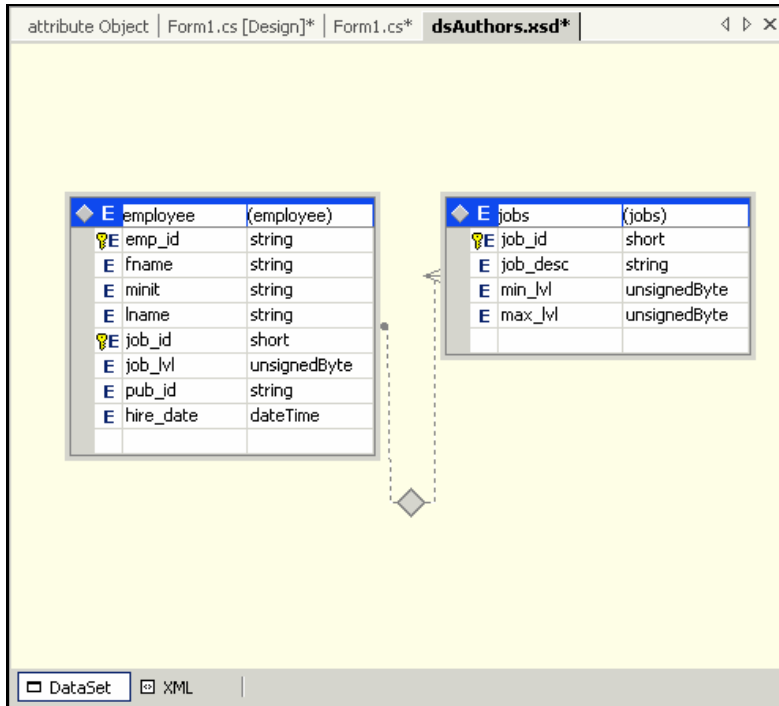 attribute Object | Form1.cs [Design]* | Form1.cs* | dsAuthors.xsd*
E employee (employee)
E emp_id string
E fname string
E minit string
E lname string
E job_id short
E job_lvl unsignedByte
E pub_id string
E hire_date dateTime
E jobs (jobs)
E job_id short
E job_desc string
E min_lvl unsignedByte
E max_lvl unsignedByte
DataSet XML